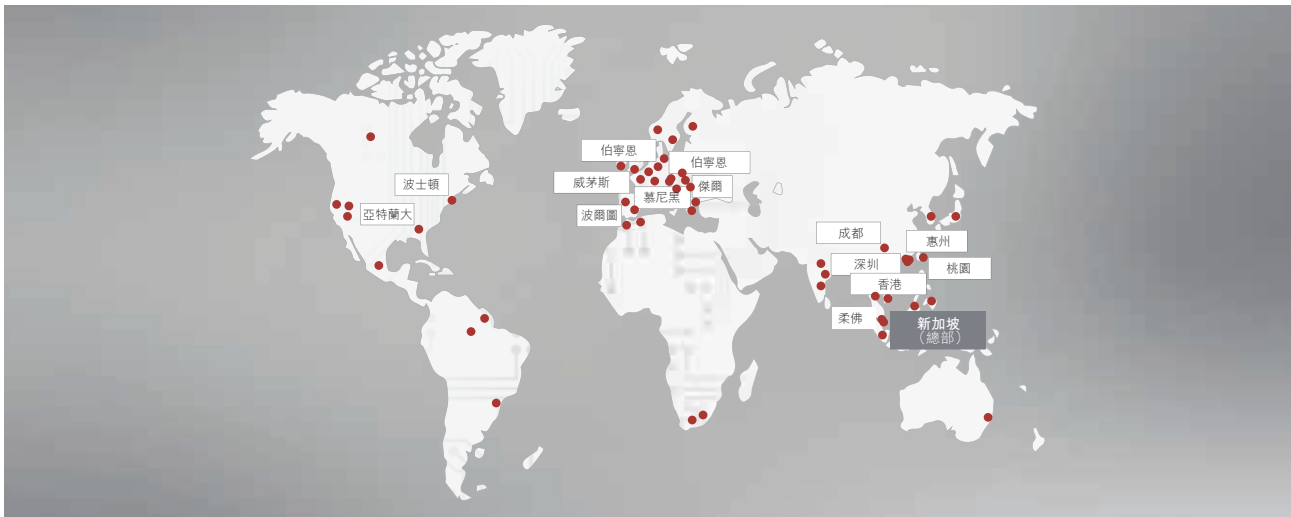 伯寧恩
伯寧恩
波士頓
威茅斯
傑爾
慕尼黑
亞特蘭大
波爾圖
成都
惠州
深圳
桃園
香港
柔佛
新加坡
（總部）